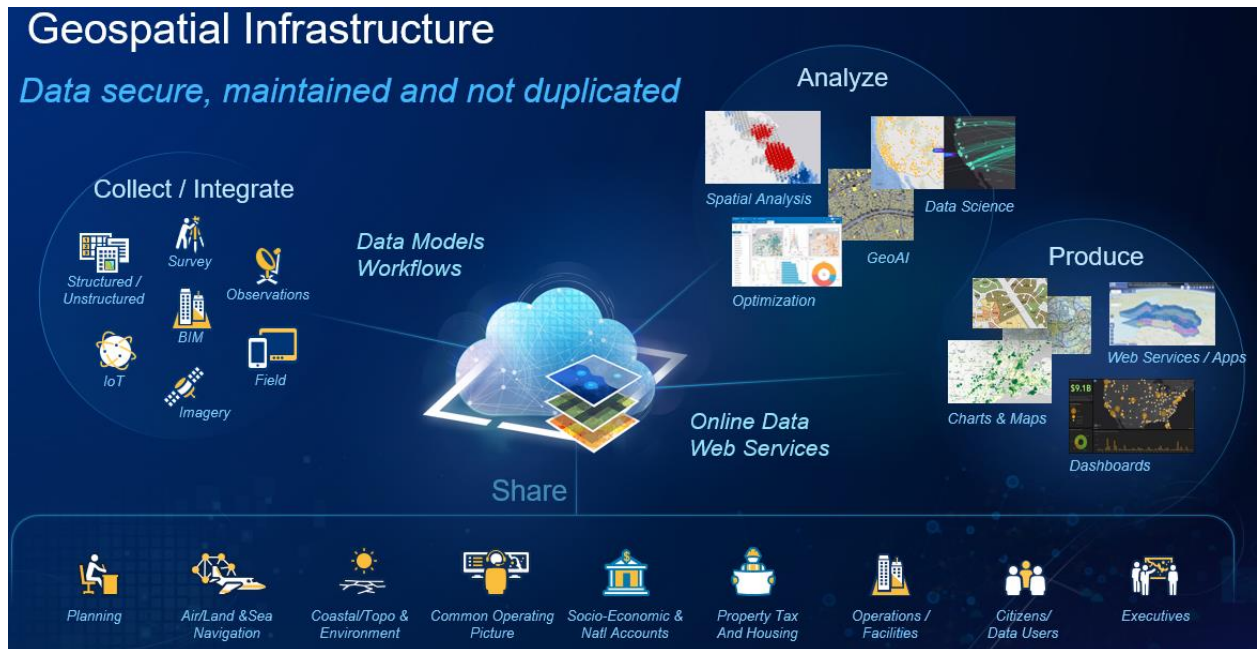 Geospatial Infrastructure
Data secure, maintained and not duplicated
Collect / Integrate
Structured /
Unstructured
Survey
Observations
BIM
IoT
Imagery
Field
Data Models
Workflows
Analyze
Spatial Analysis
Data Science
GeoAI
Optimization
Produce
Web Services / Apps
Charts & Maps
$9.1B
Dashboards
Online Data
Web Services
Share
Planning
Air/Land &Sea
Navigation
Coastal/Topo &
Environment
Common Operating
Picture
Socio-Economic &
Natl Accounts
Property Tax
And Housing
Operations /
Facilities
Citizens/
Data Users
Executives